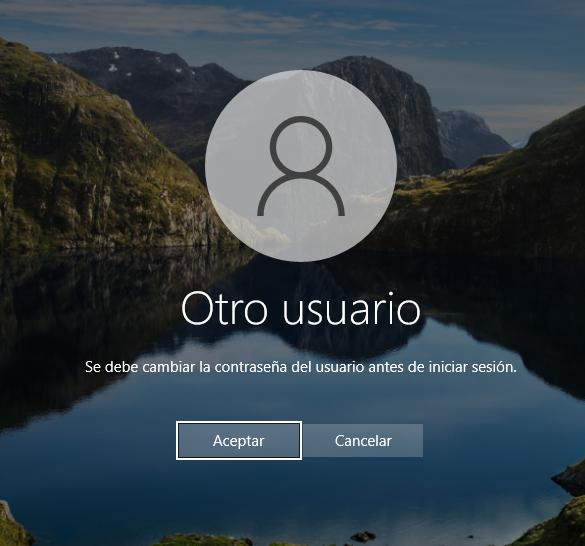 Otro usuario
Se debe cambiar la contraseña del usuario antes de iniciar sesión.
Aceptar
Cancelar